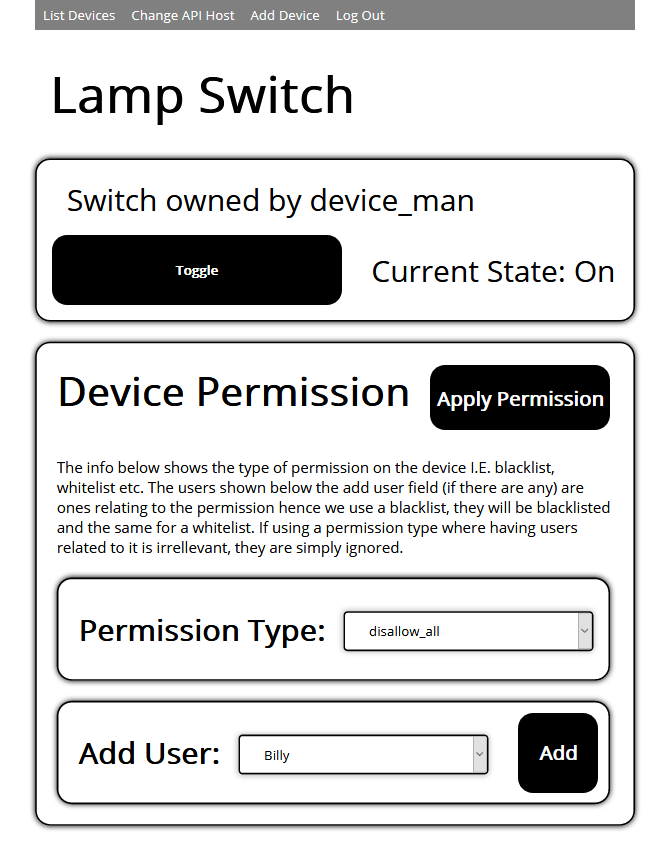 List Devices Change API Host Add Device Log Out
Lamp Switch
Switch owned by device_man
Toggle
Current State: On
Device Permission
Apply Permission
The info below shows the type of permission on the device I.E. blacklist,
whitelist etc. The users shown below the add user field (if there are any) are
ones relating to the permission hence we use a blacklist, they will be blacklisted
and the same for a whitelist. If using a permission type where having users
related to it is irrellevant, they are simply ignored.
Permission Type: disallow_all
Add User: Billy Add